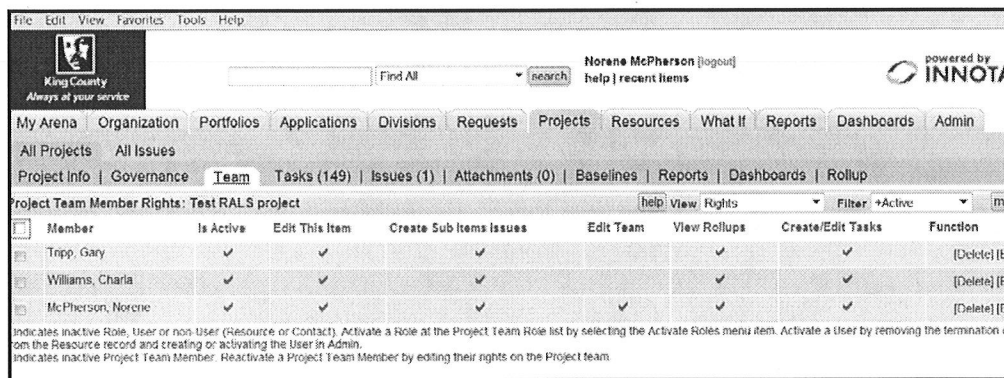 File Edit View Favorites Tools Help
King County
Always at your service
Find All search
Norene McPherson [logout]
help | recent items
powered by
INNOTA
My Arena Organization Portfolios Applications Divisions Requests Projects Resources What If Reports Dashboards Admin
All Projects All Issues
Project Info | Governance Team Tasks (149) | Issues (1) | Attachments (0) | Baselines | Reports | Dashboards | Rollup
Project Team Member Rights: Test RALS project help View Rights Filter +Active m
Member Is Active Edit This Item Create Sub Items Issues Edit Team View Rollups Create/Edit Tasks Function
Tripp, Gary ✓ ✓ ✓ ✓ ✓ [Delete] [E
Williams, Charla ✓ ✓ ✓ ✓ ✓ [Delete] [E
McPherson, Norene ✓ ✓ ✓ ✓ ✓ ✓ [Delete] [E
Indicates inactive Role, User or non-User (Resource or Contact). Activate a Role at the Project Team Role list by selecting the Activate Roles menu item. Activate a User by removing the termination
om the Resource record and creating or activating the User in Admin.
Indicates inactive Project Team Member. Reactivate a Project Team Member by editing their rights on the Project team.